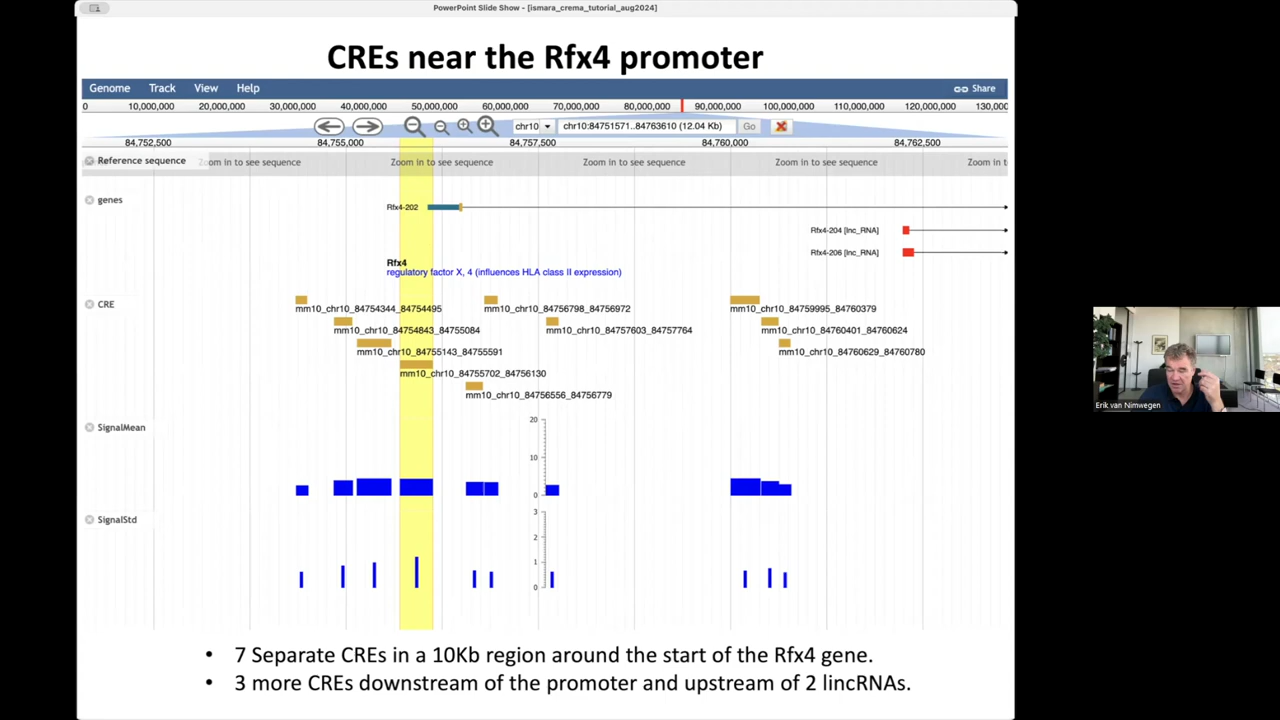 PowerPoint Slide Show - [ismara_crema_tutorial_aug2024]
CREs near the Rfx4 promoter
Genome Track View Help Share
0 10,000,000 20,000,000 30,000,000 40,000,000 50,000,000 60,000,000 70,000,000 80,000,000 90,000,000 100,000,000 110,000,000 120,000,000 130,000
chr10 chr10:84751571..84763610 (12.04 Kb) Go
84,752,500 84,755,000 84,757,500 84,760,000 84,762,500
Reference sequence Zoom in to see sequence Zoom in to see sequence Zoom in to see sequence Zoom in to see sequence Zoom in t
genes
Rfx4-202
Rfx4-204 [lnc_RNA]
Rfx4-206 [lnc_RNA]
Rfx4
regulatory factor X, 4 (influences HLA class II expression)
CRE
mm10_chr10_84754344_84754495 mm10_chr10_84756798_84756972 mm10_chr10_84759995_84760379
mm10_chr10_84754843_84755084 mm10_chr10_84757603_84757764 mm10_chr10_84760401_84760624
mm10_chr10_84755143_84755591 mm10_chr10_84760629_84760780
mm10_chr10_84755702_84756130
mm10_chr10_84756556_84756779
SignalMean
20
10
0
SignalStd
3
2
1
0
Erik van Nimwegen
• 7 Separate CREs in a 10Kb region around the start of the Rfx4 gene.
• 3 more CREs downstream of the promoter and upstream of 2 lincRNAs.